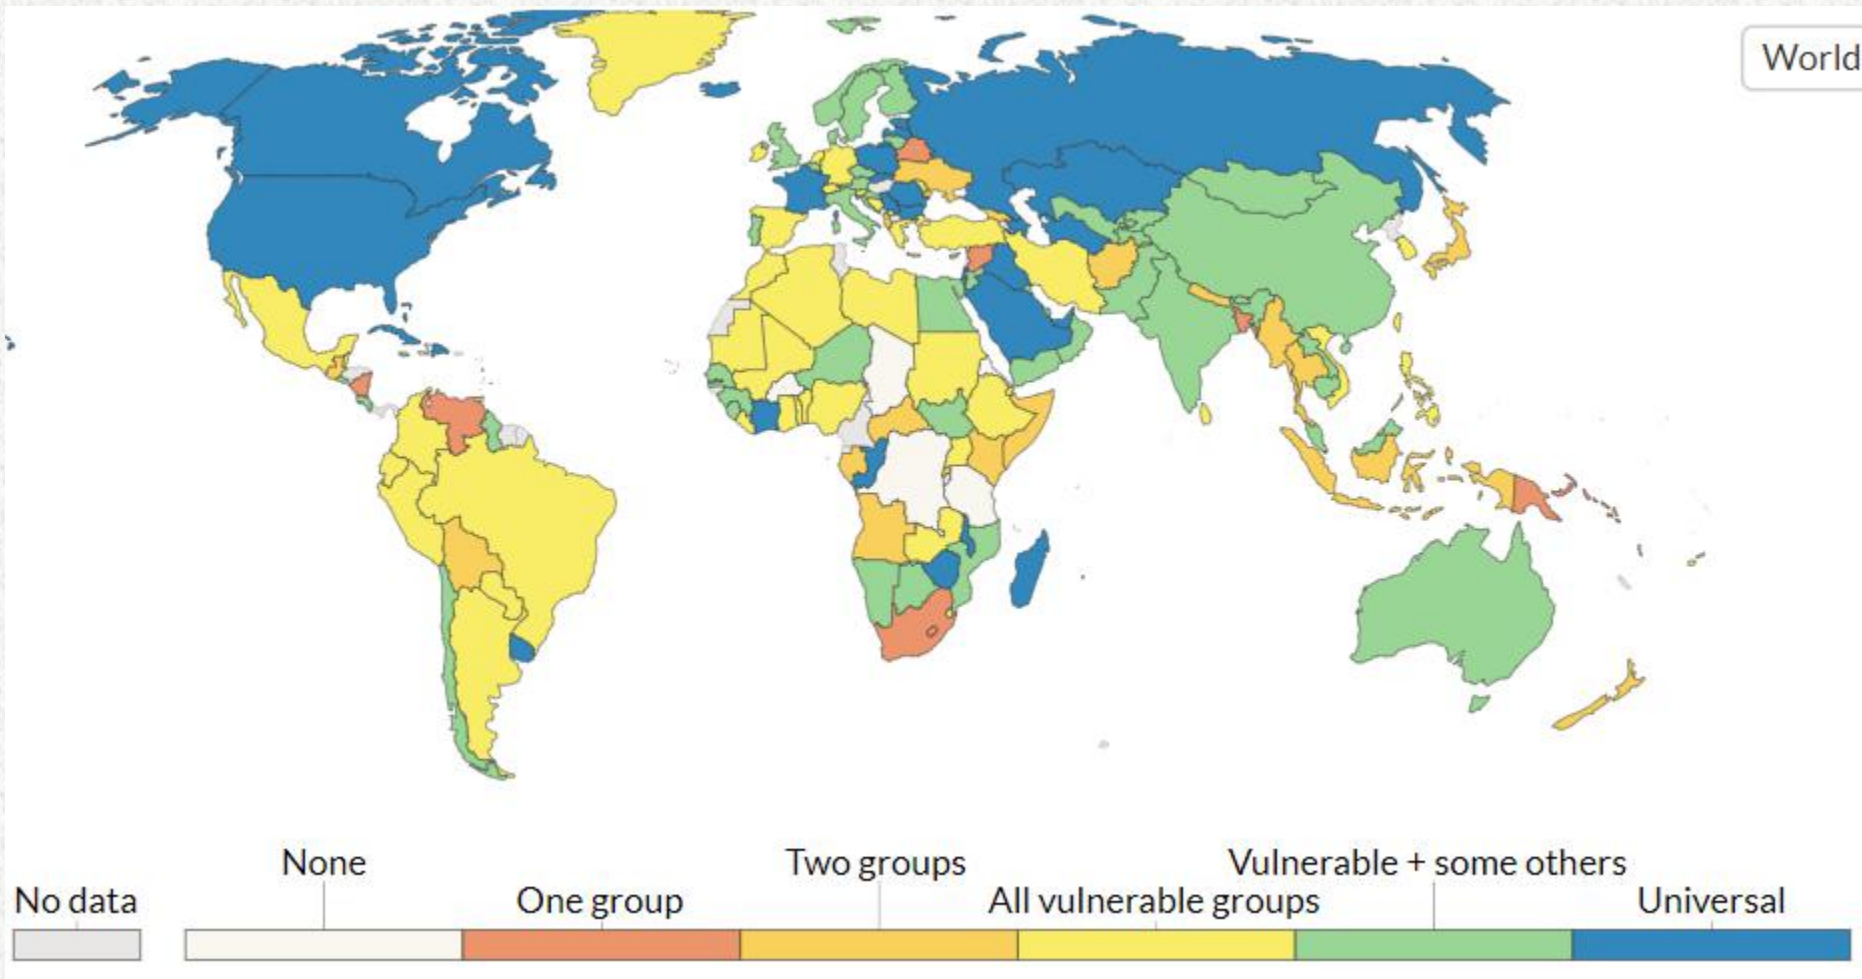 World
None
Two groups
Vulnerable + some others
No data
One group
All vulnerable groups
Universal